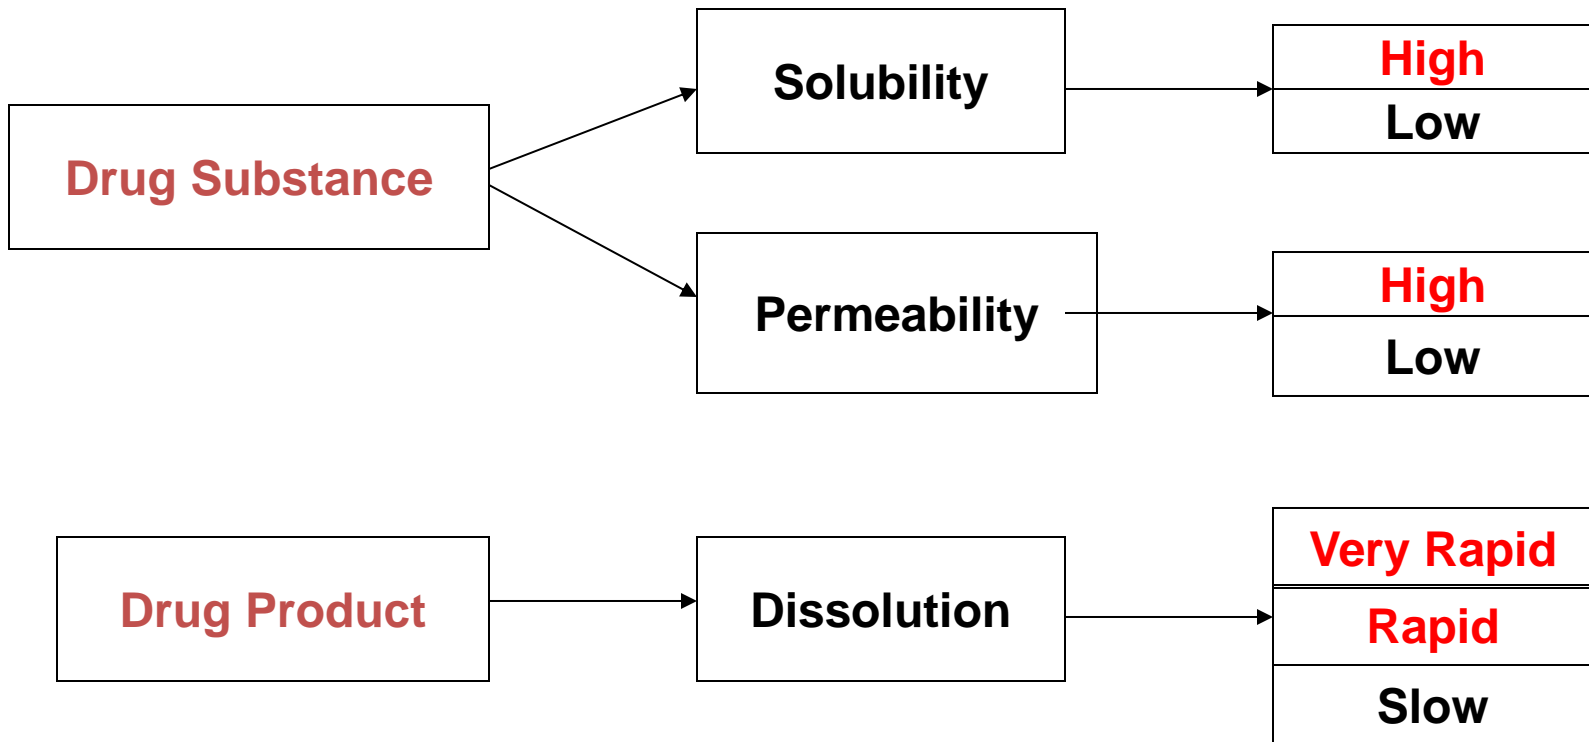 Drug Substance
Solubility
High
Low
Permeability
High
Low
Drug Product
Dissolution
Very Rapid
Rapid
Slow